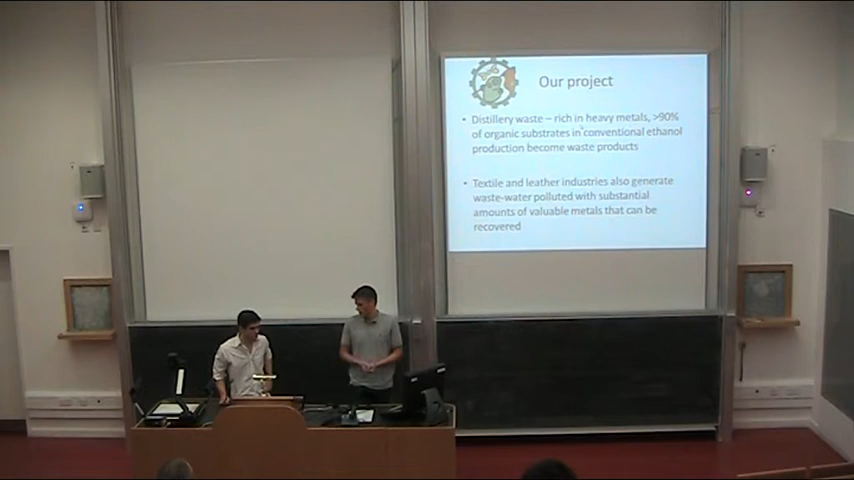 Our project
• Distillery waste – rich in heavy metals, >90%
of organic substrates in conventional ethanol
production become waste products
• Textile and leather industries also generate
waste-water polluted with substantial
amounts of valuable metals that can be
recovered